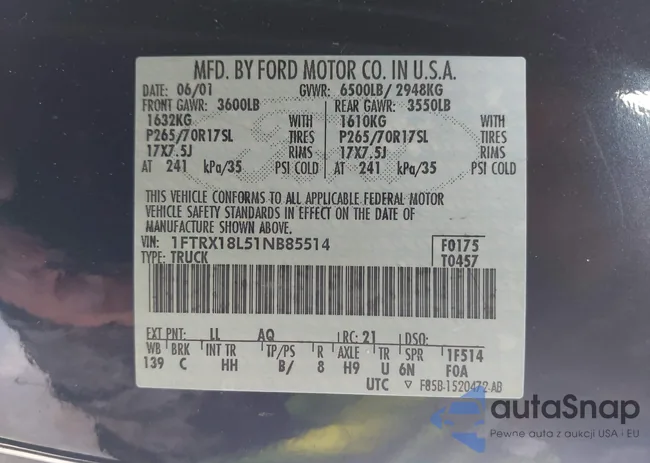 MFD. BY FORD MOTOR CO. IN U.S.A.
DATE: 06/01 GVWR: 6500LB/ 2948KG
FRONT GAWR: 3600LB REAR GAWR: 3550LB
1632KG WITH 1610KG WITH
P265/70R17SL TIRES P265/70R17SL TIRES
17X7.5J RIMS 17X7.5J RIMS
AT 241 kPa/35 PSI COLD AT 241 kPa/35 PSI COLD
THIS VEHICLE CONFORMS TO ALL APPLICABLE FEDERAL MOTOR
VEHICLE SAFETY STANDARDS IN EFFECT ON THE DATE OF
MANUFACTURE SHOWN ABOVE.
VIN: 1FTRX18L51NB85514 F0175
TYPE: TRUCK T0457
EXT PNT: LL AQ RC: 21 DSO:
WB BRK INT TR TP/PS R AXLE TR SPR 1F514
139 C HH B/ 8 H9 U 6N F0A
UTC F85B-1520472-AB
autaSnap
Pewne auta z aukcji USA i EU